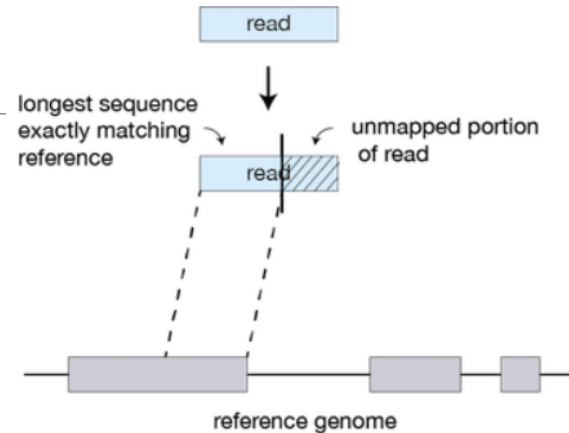 read
longest sequence
exactly matching
reference
unmapped portion
of read
read
reference genome